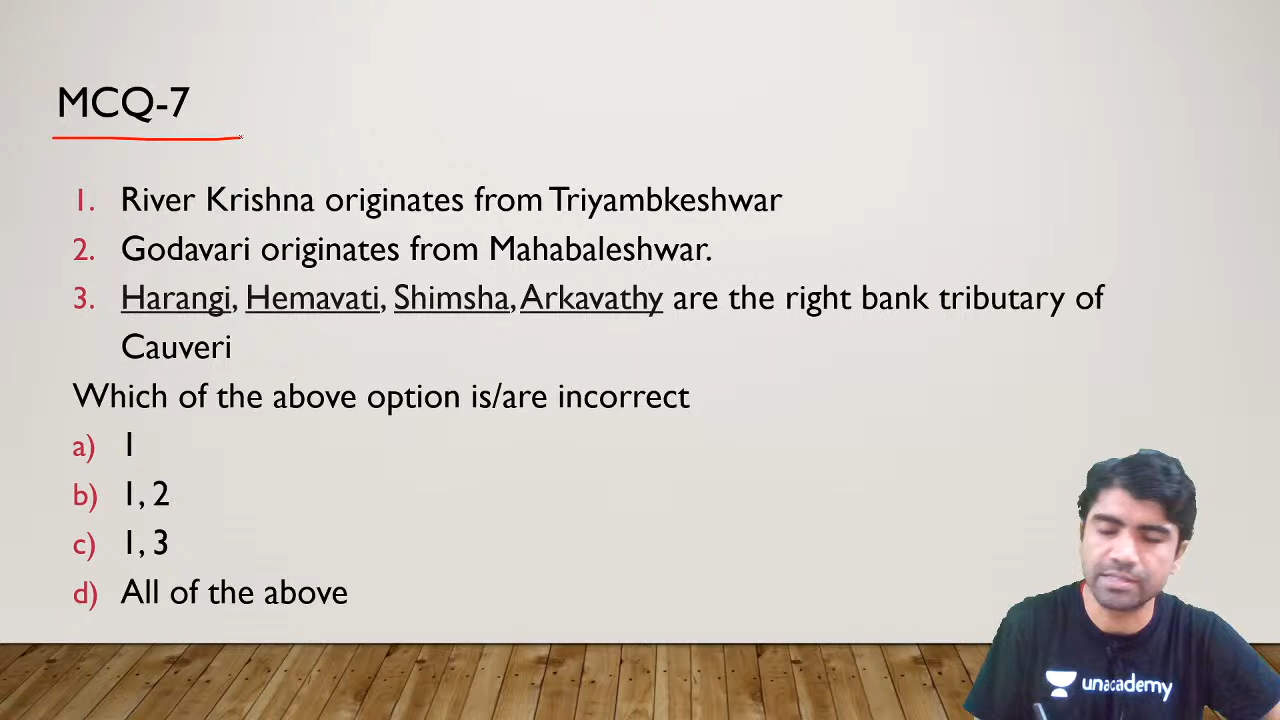 MCQ-7
1. River Krishna originates from Triyambkeshwar
2. Godavari originates from Mahabaleshwar.
3. Harangi, Hemavati, Shimsha, Arkavathy are the right bank tributary of
Cauveri
Which of the above option is/are incorrect
a) 1
b) 1, 2
c) 1, 3
d) All of the above
unacademy